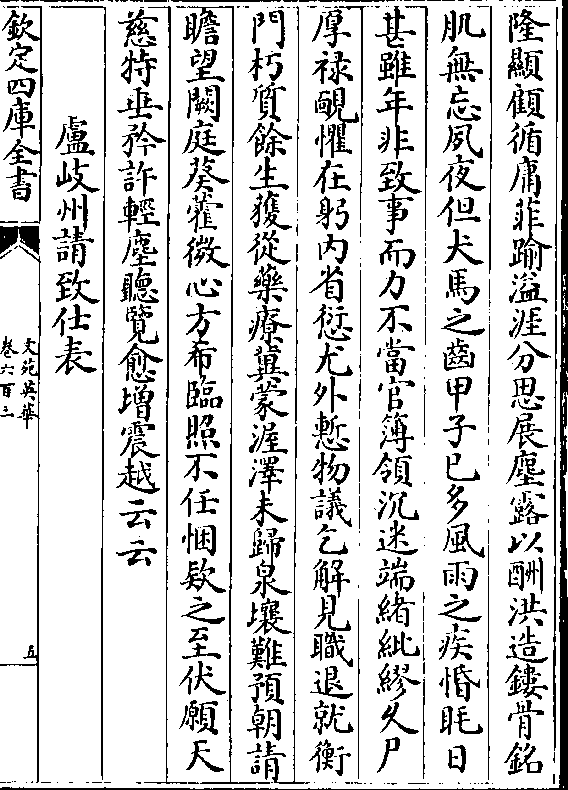 隆顯顧循庸菲踰溢涯分思展塵露以酬洪造鏤骨銘
肌無忘夙夜但犬馬之齒甲子已多風雨之疾惛眊日
甚雖年非致事而力不當官簿領沉迷端緒紕繆久尸
厚禄覥懼在躬内省愆尤外慙物議乞解見職退就衡
門朽質餘生獲從藥療冀蒙渥澤未歸泉壤難預朝請
瞻望闕庭葵藿微心方布臨照不任悃欵之至伏願天
慈特垂矜許輕塵聽覽愈增震越云云
盧岐州請致仕表
欽定四庫全書
文苑英華
卷六百三
五